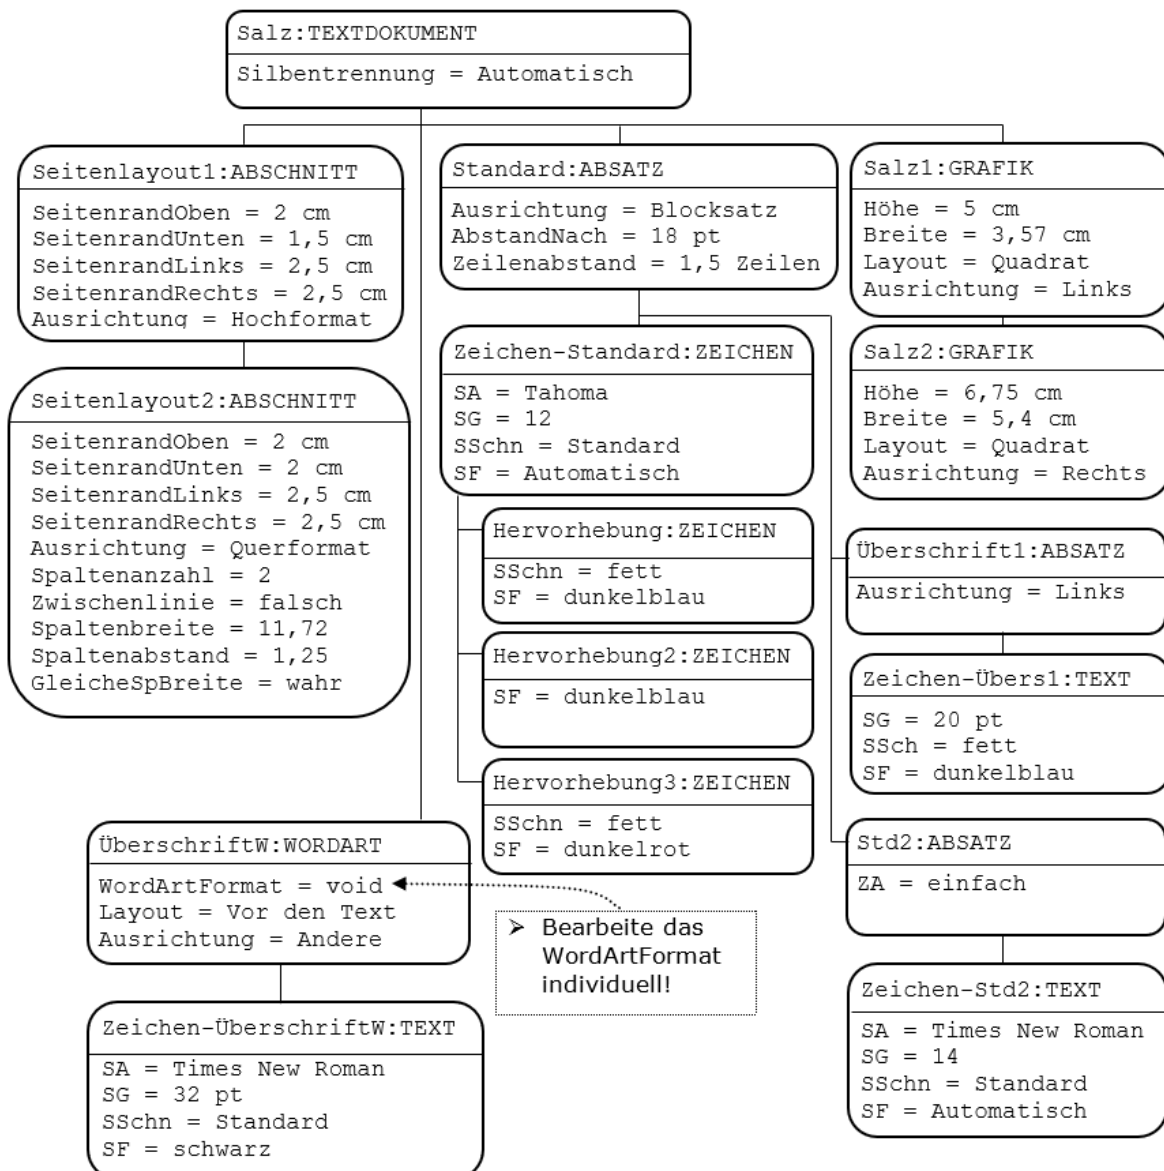 Salz:TEXTDOKUMENT
Silbentrennung = Automatisch
Seitenlayout1:ABSCHNITT
SeitenrandOben = 2 cm
SeitenrandUnten = 1,5 cm
SeitenrandLinks = 2,5 cm
SeitenrandRechts = 2,5 cm
Ausrichtung = Hochformat
Seitenlayout2:ABSCHNITT
SeitenrandOben = 2 cm
SeitenrandUnten = 2 cm
SeitenrandLinks = 2,5 cm
SeitenrandRechts = 2,5 cm
Ausrichtung = Querformat
Spaltenanzahl = 2
Zwischenlinie = falsch
Spaltenbreite = 11,72
Spaltenabstand = 1,25
GleicheSpBreite = wahr
ÜberschriftW:WORDART
WordArtFormat = void
Layout = Vor den Text
Ausrichtung = Andere
Zeichen-ÜberschriftW:TEXT
SA = Times New Roman
SG = 32 pt
SSchn = Standard
SF = schwarz
Standard:ABSATZ
Ausrichtung = Blocksatz
AbstandNach = 18 pt
Zeilenabstand = 1,5 Zeilen
Zeichen-Standard:ZEICHEN
SA = Tahoma
SG = 12
SSchn = Standard
SF = Automatisch
Hervorhebung:ZEICHEN
SSchn = fett
SF = dunkelblau
Hervorhebung2:ZEICHEN
SF = dunkelblau
Hervorhebung3:ZEICHEN
SSchn = fett
SF = dunkelrot
➢ Bearbeite das
WordArtFormat
individuell!
Salz1:GRAFIK
Höhe = 5 cm
Breite = 3,57 cm
Layout = Quadrat
Ausrichtung = Links
Salz2:GRAFIK
Höhe = 6,75 cm
Breite = 5,4 cm
Layout = Quadrat
Ausrichtung = Rechts
Überschrift1:ABSATZ
Ausrichtung = Links
Zeichen-Übers1:TEXT
SG = 20 pt
SSch = fett
SF = dunkelblau
Std2:ABSATZ
ZA = einfach
Zeichen-Std2:TEXT
SA = Times New Roman
SG = 14
SSchn = Standard
SF = Automatisch